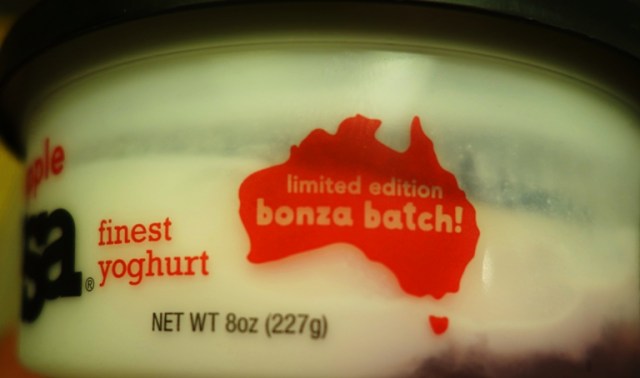 finest
yoghurt
limited edition
bonza batch!
NET WT 8oz (227g)